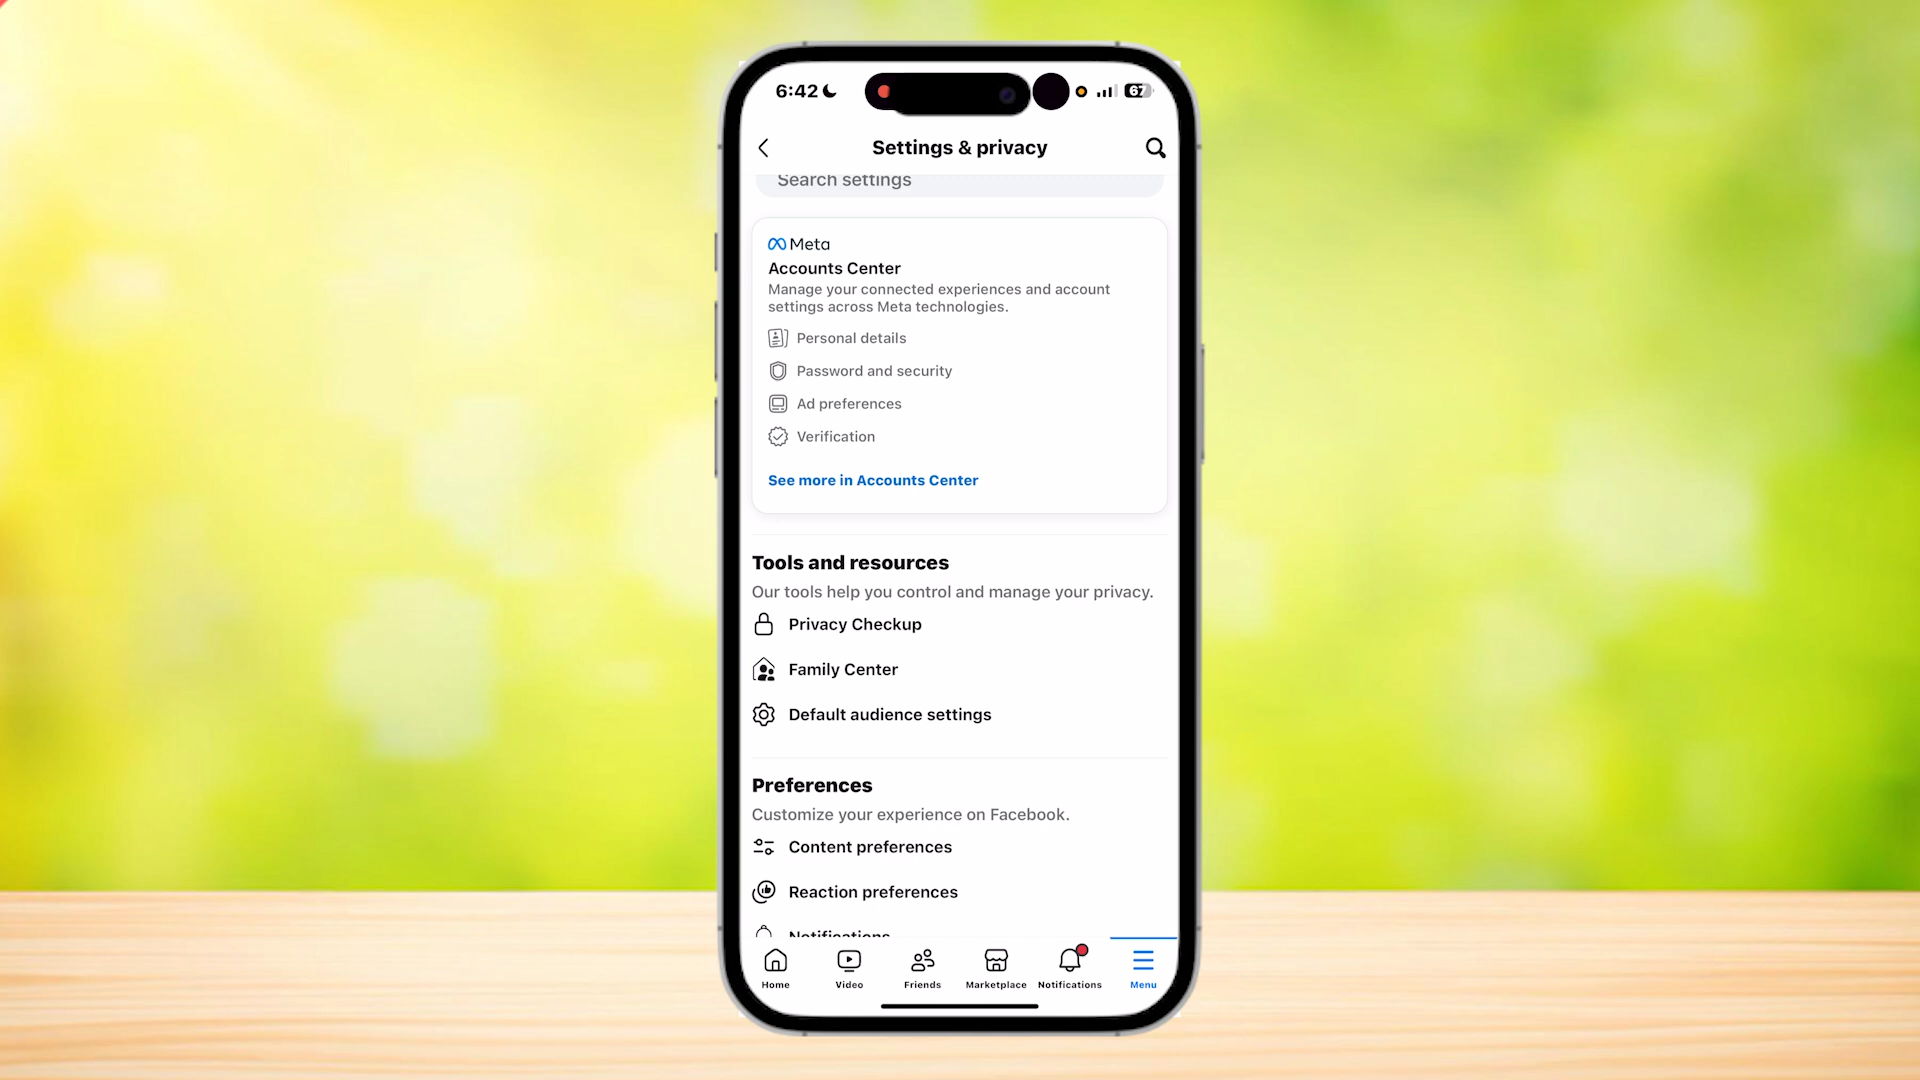 6:42
67
Settings & privacy
Search settings
Meta
Accounts Center
Manage your connected experiences and account
settings across Meta technologies.
Personal details
Password and security
Ad preferences
Verification
See more in Accounts Center
Tools and resources
Our tools help you control and manage your privacy.
Privacy Checkup
Family Center
Default audience settings
Preferences
Customize your experience on Facebook.
Content preferences
Reaction preferences
Notifications
Home
Video
Friends
Marketplace
Notifications
Menu